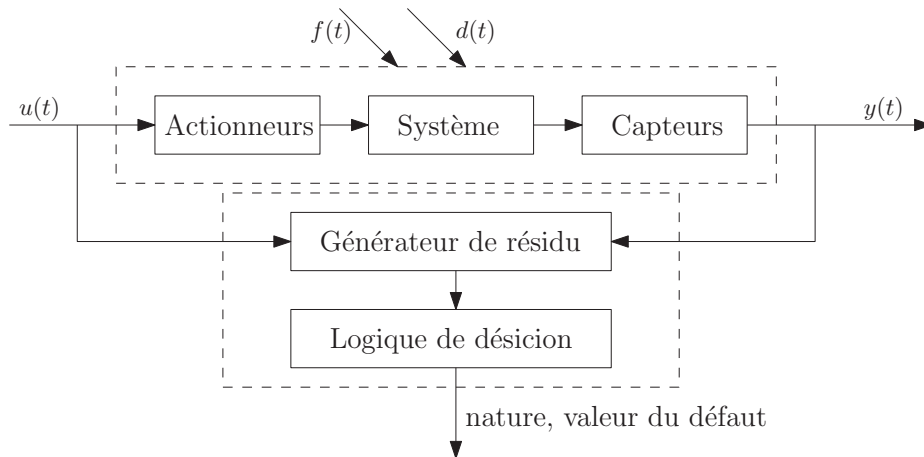 f(t)
d(t)
u(t)
Actionneurs
Système
Capteurs
y(t)
Générateur de résidu
Logique de désicion
nature, valeur du défaut